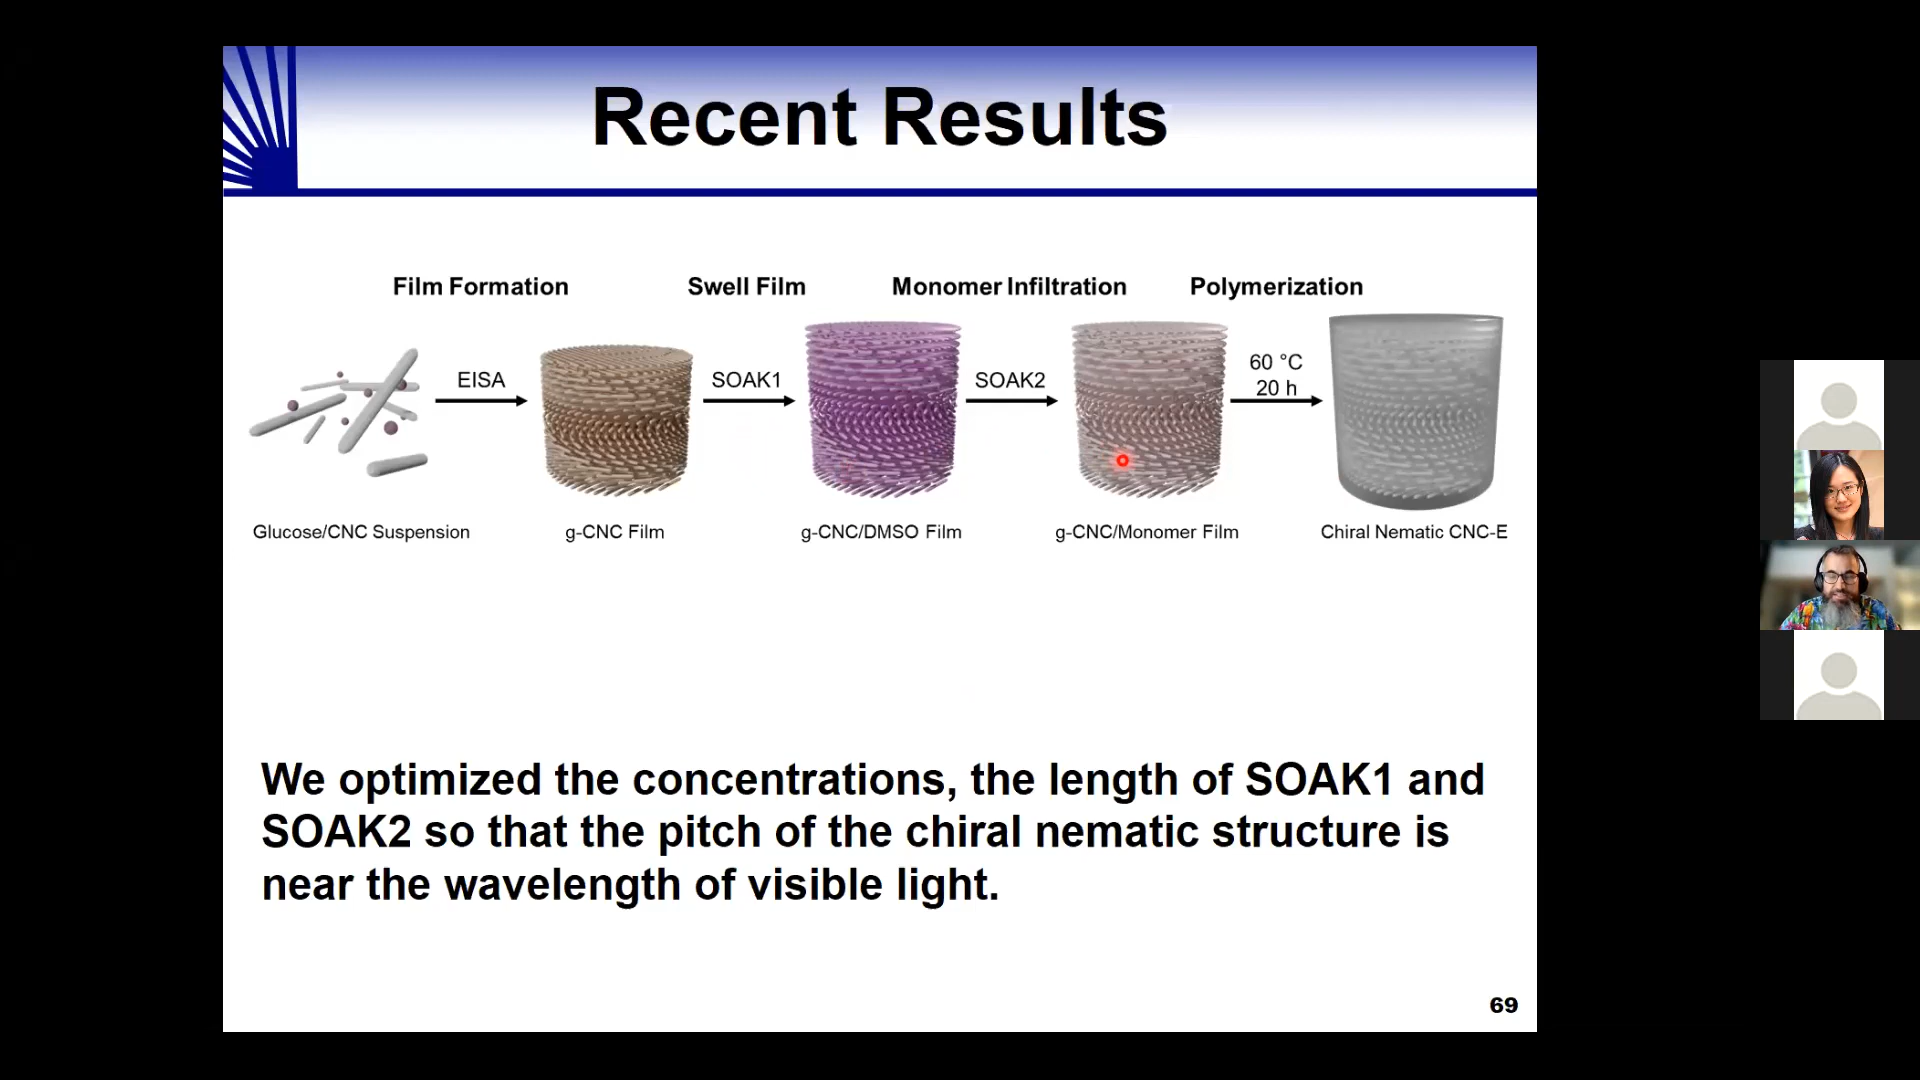 Recent Results
Film Formation
Swell Film
Monomer Infiltration
Polymerization
EISA
SOAK1
SOAK2
60 °C
20 h
Glucose/CNC Suspension
g-CNC Film
g-CNC/DMSO Film
g-CNC/Monomer Film
Chiral Nematic CNC-E
We optimized the concentrations, the length of SOAK1 and
SOAK2 so that the pitch of the chiral nematic structure is
near the wavelength of visible light.
69